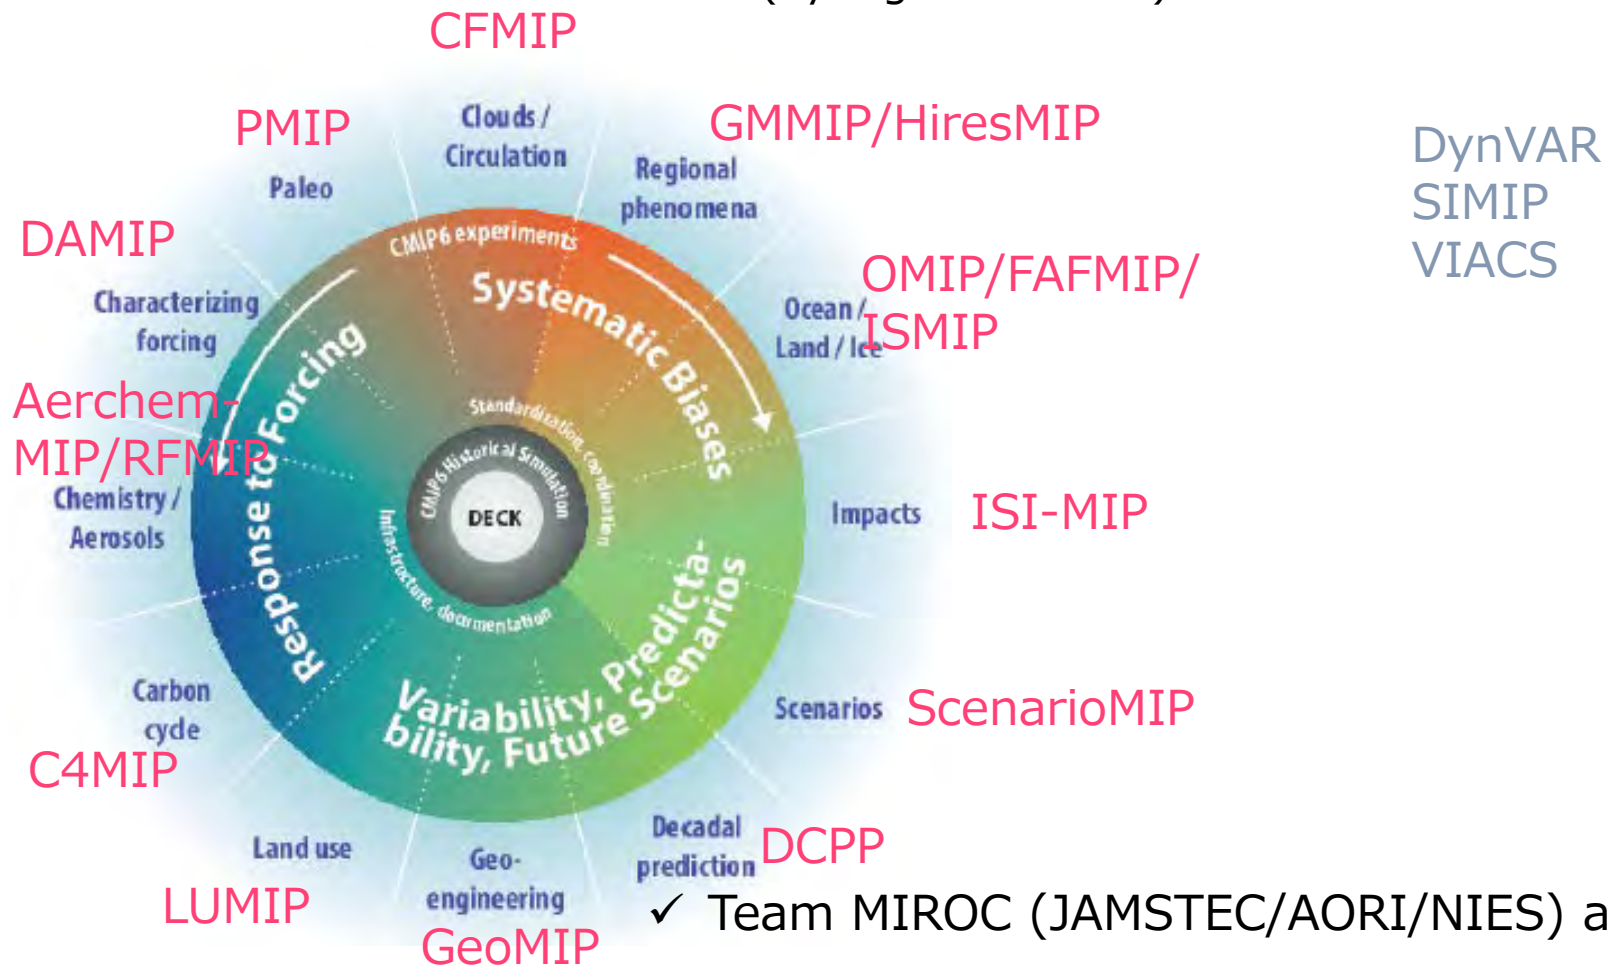 CFMIP
PMIP
Clouds /
Circulation
GMMIP/HiresMIP
DynVAR
SIMIP
VIACS
Paleo
Regional
phenomena
DAMIP
CMIP6 experiments
OMIP/FAFMIP/
ISMIP
Characterizing
forcing
Systematic Biases
Ocean /
Land / Ice
Aerchem-
MIP/RFMIP
Response to Forcing
Standardization, coordination,
CMIP6 Historical Simulation
DECK
Infrastructure, documentation
Chemistry /
Aerosols
Impacts
ISI-MIP
Variability, Predicta-
bility, Future Scenarios
Carbon
cycle
Scenarios
ScenarioMIP
C4MIP
Land use
Geo-
engineering
Decadal
prediction
DCPP
LUMIP
GeoMIP
✓ Team MIROC (JAMSTEC/AORI/NIES) a